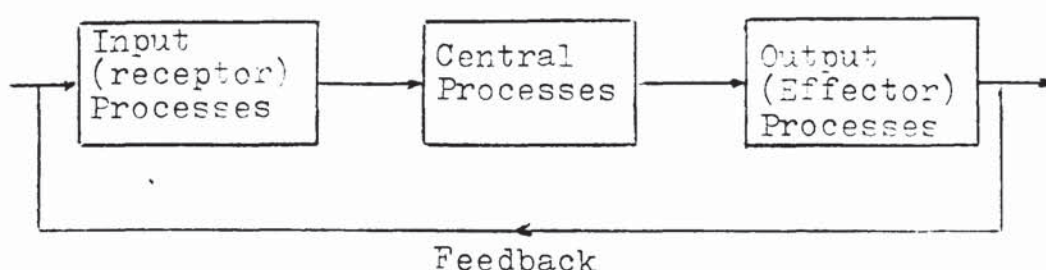 Input
(receptor)
Processes
Central
Processes
Output
(Effector)
Processes
Feedback